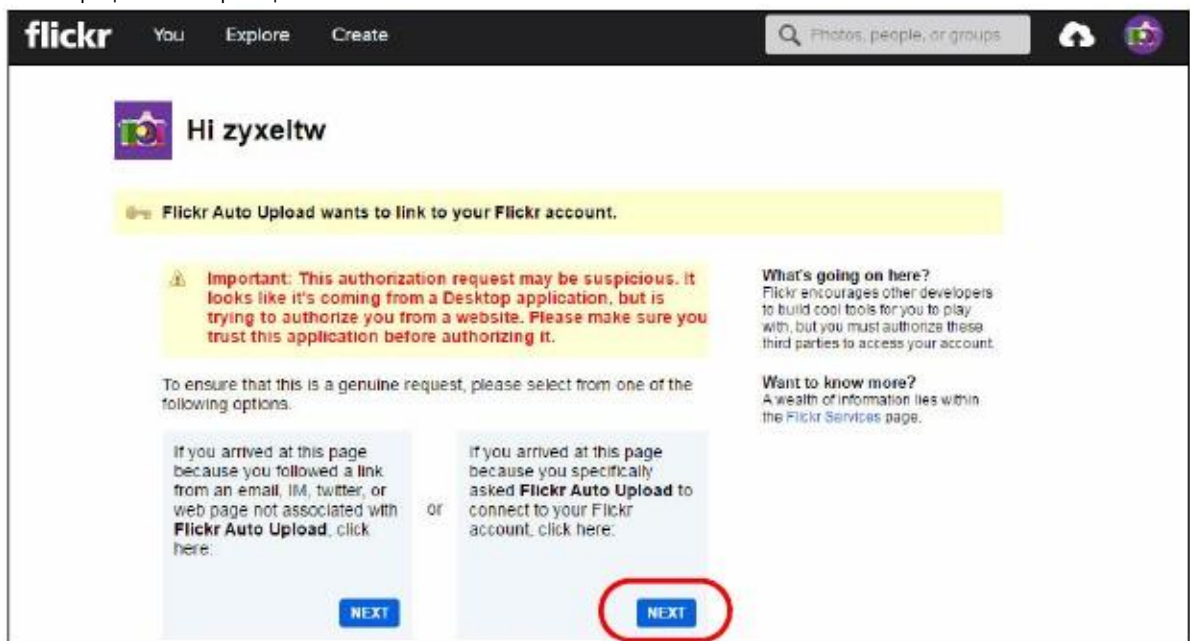 flickr You Explore Create Photos, people, or groups
Hi zyxeltw
Flickr Auto Upload wants to link to your Flickr account.
Important: This authorization request may be suspicious. It
looks like it's coming from a Desktop application, but is
trying to authorize you from a website. Please make sure you
trust this application before authorizing it.
To ensure that this is a genuine request, please select from one of the
following options.
If you arrived at this page
because you followed a link
from an email, IM, twitter, or
web page not associated with
Flickr Auto Upload, click
here:
NEXT
or
If you arrived at this page
because you specifically
asked Flickr Auto Upload to
connect to your Flickr
account, click here:
NEXT
What's going on here?
Flickr encourages other developers
to build cool tools for you to play
with, but you must authorize these
third parties to access your account.
Want to know more?
A wealth of information lies within
the Flickr Services page.